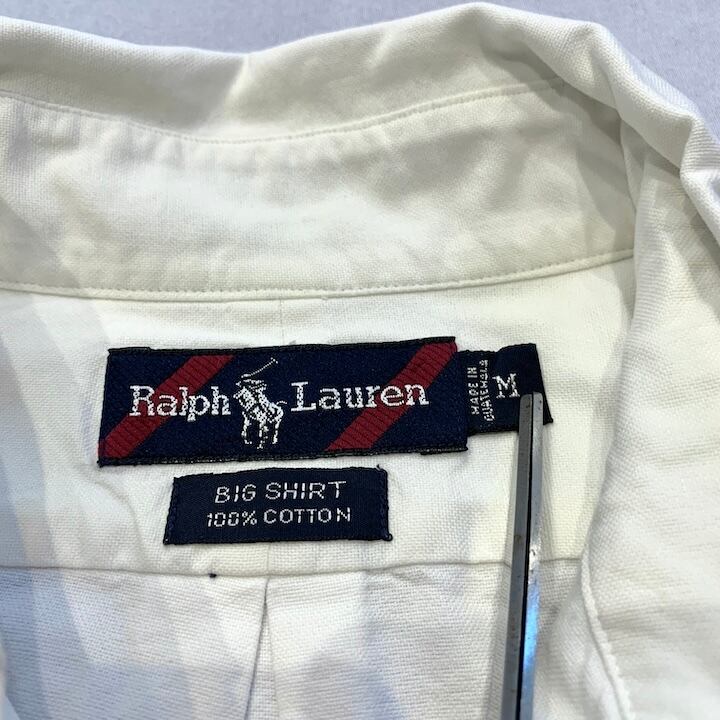 Ralph Lauren
MADE IN
GUATEMALA
M
BIG SHIRT
100% COTTON